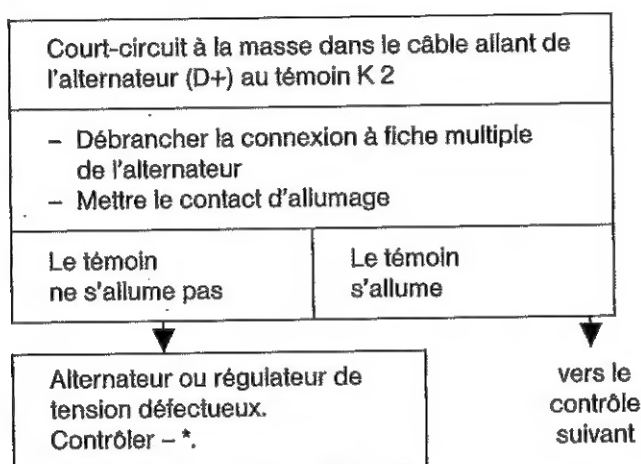 Court-circuit à la masse dans le câble allant de
l'alternateur (D+) au témoin K 2
– Débrancher la connexion à fiche multiple
de l'alternateur
– Mettre le contact d'allumage
Le témoin
ne s'allume pas
Le témoin
s'allume
Alternateur ou régulateur de
tension défectueux.
Contrôler – *.
vers le
contrôle
suivant